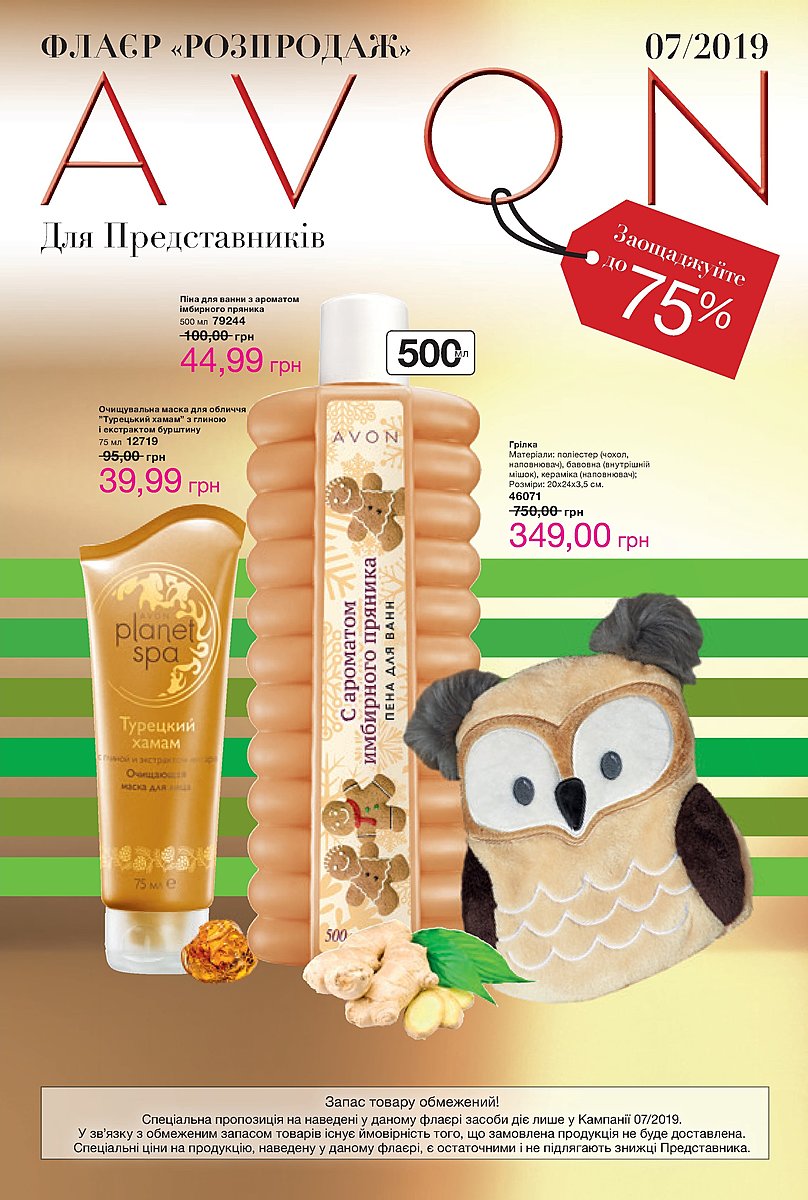 ФЛАЄР «РОЗПРОДАЖ»
07/2019
AVON
Для Представників
Заощаджуйте
до 75%
Піна для ванни з ароматом
імбирного пряника
500 мл 79244
100,00 грн
44,99 грн
500мл
Очищувальна маска для обличчя
"Турецький хамам" з глиною
і екстрактом бурштину
75 мл 12719
95,00 грн
39,99 грн
Грілка
Матеріали: поліестер (чохол,
наповнювач), бавовна (внутрішній
мішок), кераміка (наповнювач);
Розміри: 20x24x3,5 см.
46071
750,00 грн
349,00 грн
AVON
С ароматом
имбирного пряника
ПЕНА ДЛЯ ВАНН
500
AVON
planet
spa
Турецкий
хамам
с глиной и экстрактом янтаря
Очищающая
маска для лица
75 мл e
Запас товару обмежений!
Спеціальна пропозиція на наведені у даному флаєрі засоби діє лише у Кампанії 07/2019.
У зв'язку з обмеженим запасом товарів існує ймовірність того, що замовлена продукція не буде доставлена.
Спеціальні ціни на продукцію, наведену у даному флаєрі, є остаточними і не підлягають знижці Представника.